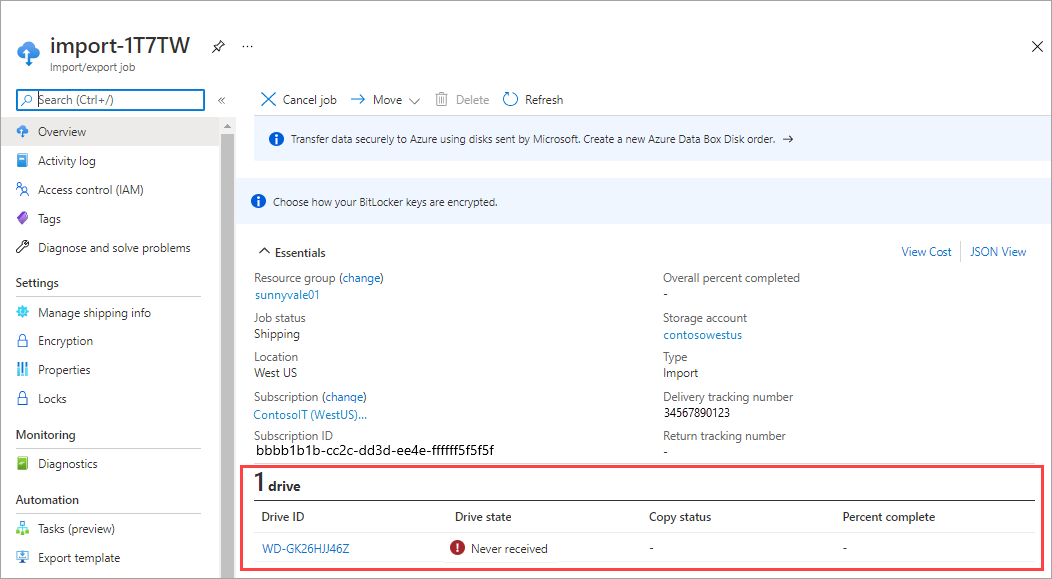 import-1T7TW
...
Import/export job
Search (Ctrl+/)
«
Overview
Activity log
Access control (IAM)
Tags
Diagnose and solve problems
Settings
Manage shipping info
Encryption
Properties
Locks
Monitoring
Diagnostics
Automation
Tasks (preview)
Export template
Cancel job
Move
Delete
Refresh
Transfer data securely to Azure using disks sent by Microsoft. Create a new Azure Data Box Disk order. →
Choose how your BitLocker keys are encrypted.
Essentials
View Cost
JSON View
Resource group (change)
sunnyvale01
Job status
Shipping
Location
West US
Subscription (change)
ContosoIT (WestUS)...
Subscription ID
bbbb1b1b-cc2c-dd3d-ee4e-ffffff5f5f5f
Overall percent completed
-
Storage account
contosowestus
Type
Import
Delivery tracking number
34567890123
Return tracking number
-
1 drive
Drive ID Drive state Copy status Percent complete
WD-GK26HJJ46Z Never received - -